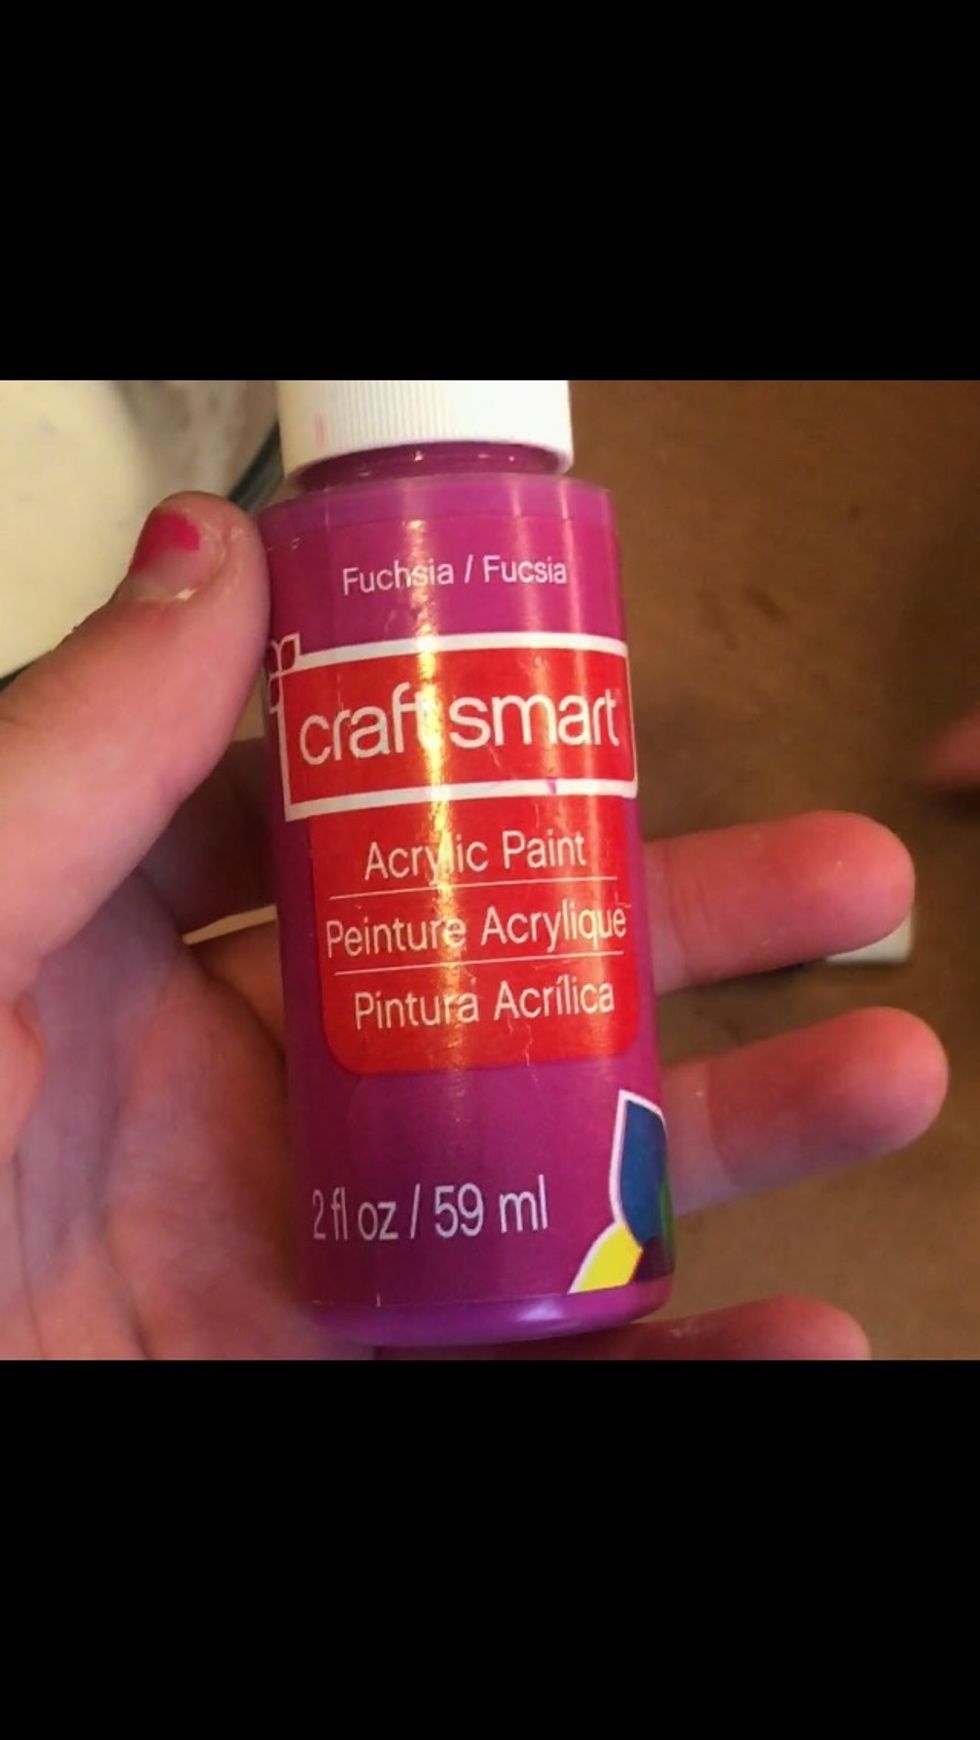 Fuchsia / Fucsia
craft smart
Acrylic Paint
Peinture Acrylique
Pintura Acrílica
2 fl oz / 59 ml